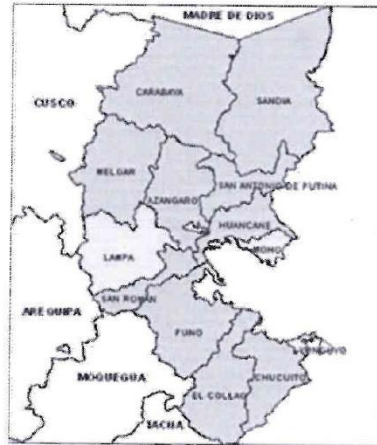 MADRE DE DIOS
CARABAYA
SANDIA
CUSCO
MELGAR
SAN ANTONIO DE PUTINA
AZANGARO
HUANCANE
MOHO
LAMPA
SAN ROMAN
AREQUIPA
PUNO
YUNGUYO
MOQUEGUA
CHUCUITO
EL COLLAO
TACNA